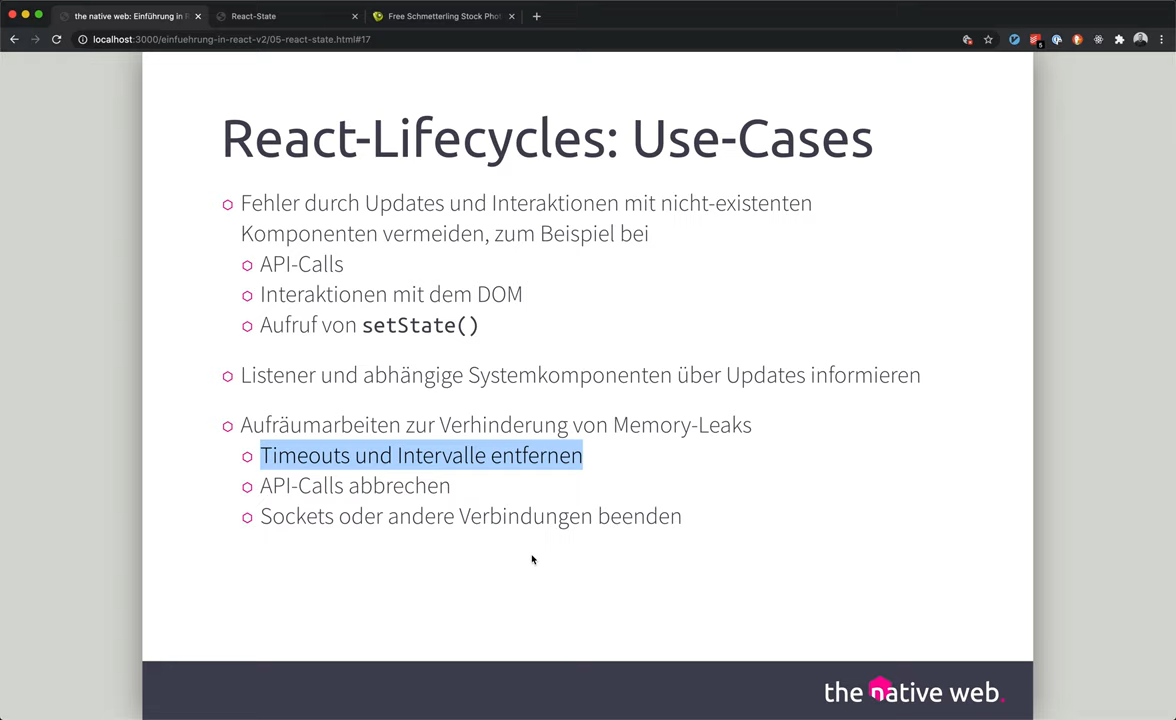 the native web: Einführung in R
React-State
Free Schmetterling Stock Phot
localhost:3000/einfuehrung-in-react-v2/05-react-state.html#17
React-Lifecycles: Use-Cases
Fehler durch Updates und Interaktionen mit nicht-existenten
Komponenten vermeiden, zum Beispiel bei
API-Calls
Interaktionen mit dem DOM
Aufruf von setState()
Listener und abhängige Systemkomponenten über Updates informieren
Aufräumarbeiten zur Verhinderung von Memory-Leaks
Timeouts und Intervalle entfernen
API-Calls abbrechen
Sockets oder andere Verbindungen beenden
the native web.